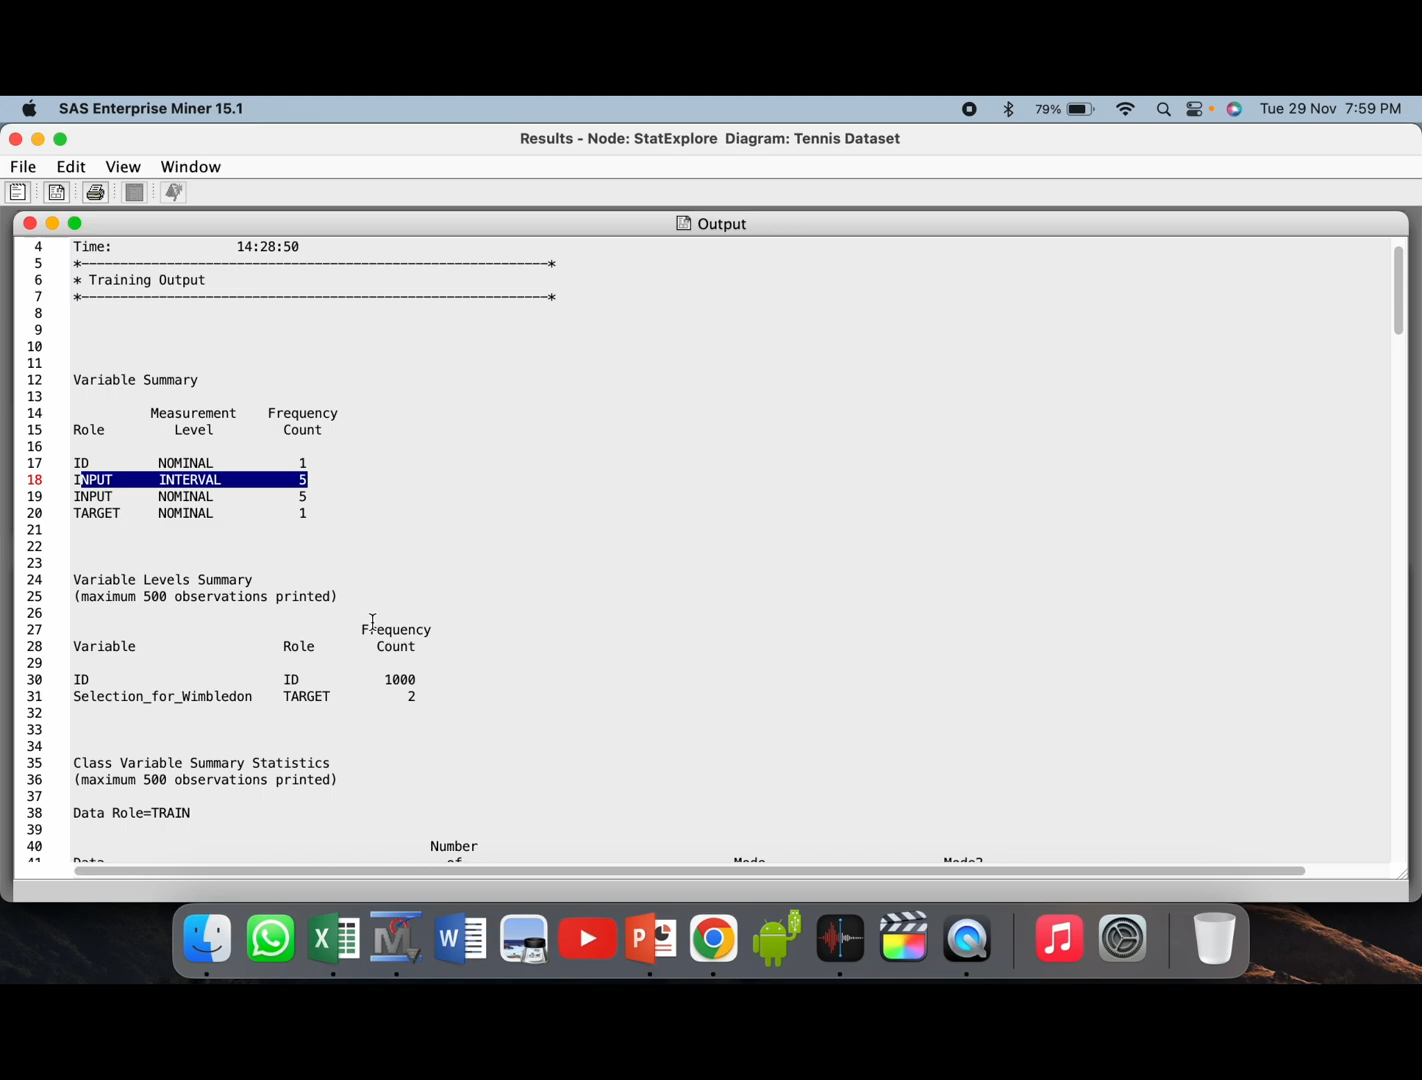 SAS Enterprise Miner 15.1 79% Tue 29 Nov 7:59 PM
Results - Node: StatExplore Diagram: Tennis Dataset
File Edit View Window
Output
4 Time: 14:28:50
5 *------------------------------------------------------------*
6 * Training Output
7 *------------------------------------------------------------*
8
9
10
11
12 Variable Summary
13
14 Measurement Frequency
15 Role Level Count
16
17 ID NOMINAL 1
18 INPUT INTERVAL 5
19 INPUT NOMINAL 5
20 TARGET NOMINAL 1
21
22
23
24 Variable Levels Summary
25 (maximum 500 observations printed)
26
27 Frequency
28 Variable Role Count
29
30 ID ID 1000
31 Selection_for_Wimbledon TARGET 2
32
33
34
35 Class Variable Summary Statistics
36 (maximum 500 observations printed)
37
38 Data Role=TRAIN
39
40 Number
41 Data of Mode Mode2